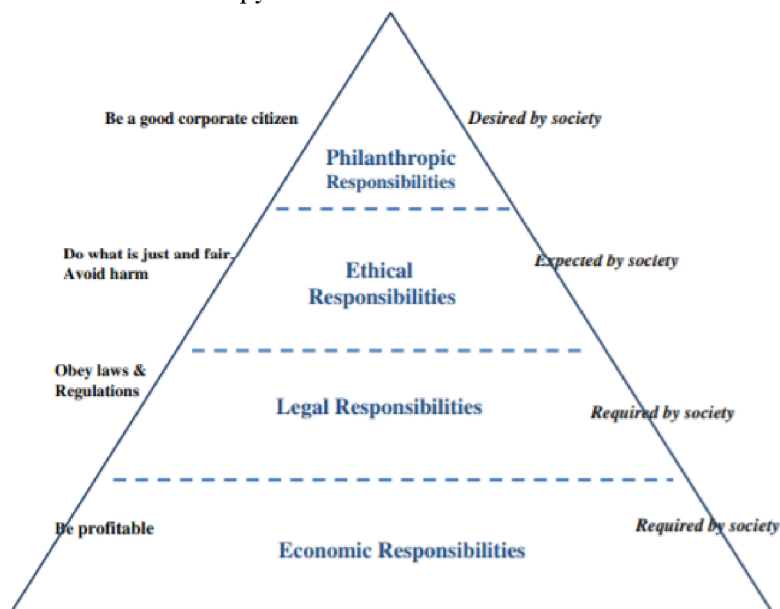 Be a good corporate citizen
Desired by society
Philanthropic
Responsibilities
Do what is just and fair
Avoid harm
Expected by society
Ethical
Responsibilities
Obey laws &
Regulations
Legal Responsibilities
Required by society
Be profitable
Required by society
Economic Responsibilities